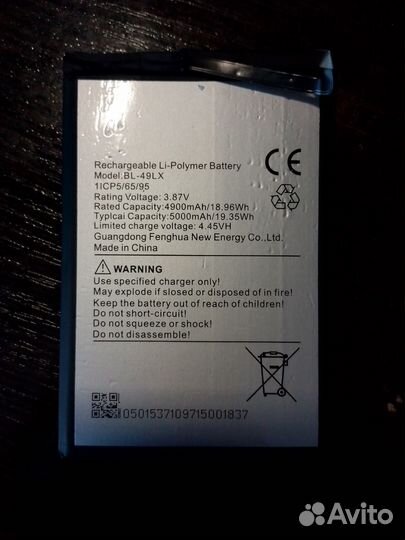 Rechargeable Li-Polymer Battery
Model.BL-49LX
1ICP5/65/95
Rating Voltage: 3.87V
Rated Capacity:4900mAh/18.96Wh
Typlcai Capacity:5000mAh/19.35Wh
Limited charge voltage: 4.45VH
Guangdong Fenghua New Energy Co.,Ltd.
Made in China
CE
WARNING
Use specified charger only!
May explode if slosed or disposed of in fire!
Keep the battery out of reach of children!
Do not short-circuit!
Do not squeeze or shock!
Do not disassemble!
0501537109715001837
Avito